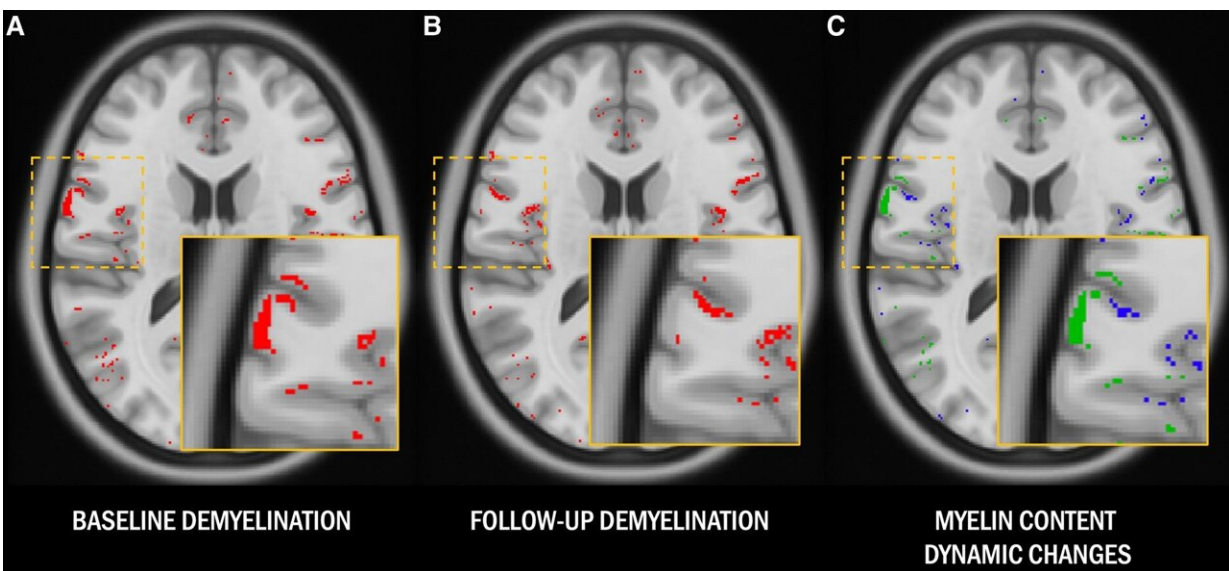 A
B
C
BASELINE DEMYELINATION
FOLLOW-UP DEMYELINATION
MYELIN CONTENT
DYNAMIC CHANGES